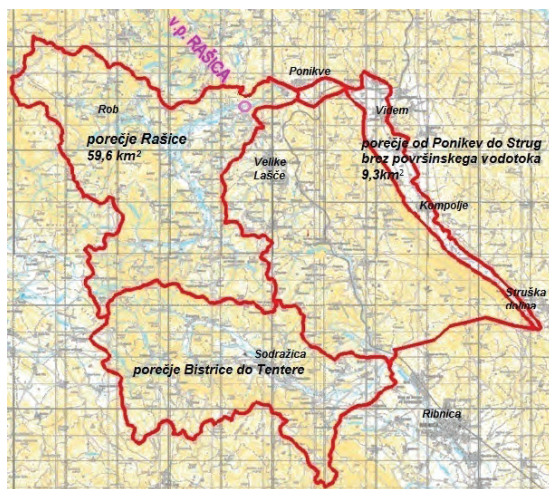 v.p. RAŠICA
Ponikve
Rob
Videm
porečje Rašice
59,6 km²
porečje od Ponikev do Strug
brez površinskega vodotoka
9,3km²
Velike
Lašče
Kompolje
Struška
dolina
Sodražica
porečje Bistrice do Tentere
Ribnica